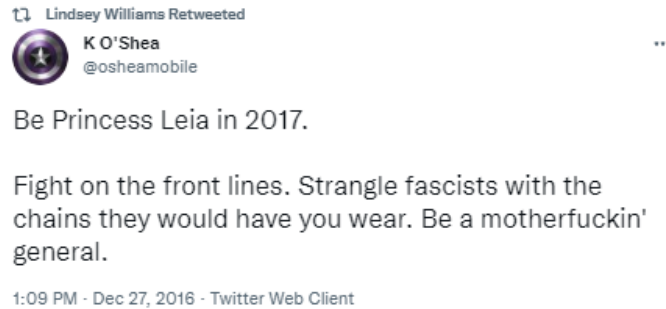 Lindsey Williams Retweeted
K O'Shea
@osheamobile
Be Princess Leia in 2017.
Fight on the front lines. Strangle fascists with the
chains they would have you wear. Be a motherfuckin'
general.
1:09 PM · Dec 27, 2016 · Twitter Web Client